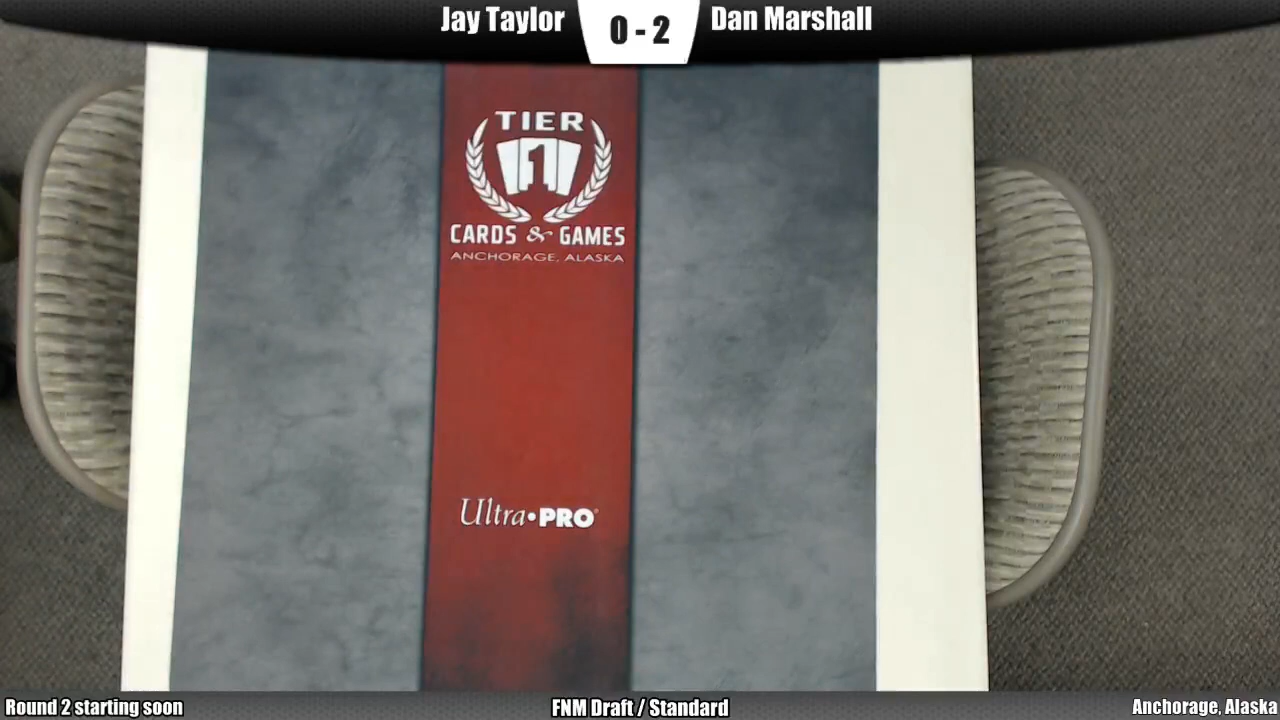 Jay Taylor
0 - 2
Dan Marshall
TIER
1
CARDS & GAMES
ANCHORAGE, ALASKA
Ultra•PRO
Round 2 starting soon
FNM Draft / Standard
Anchorage, Alaska